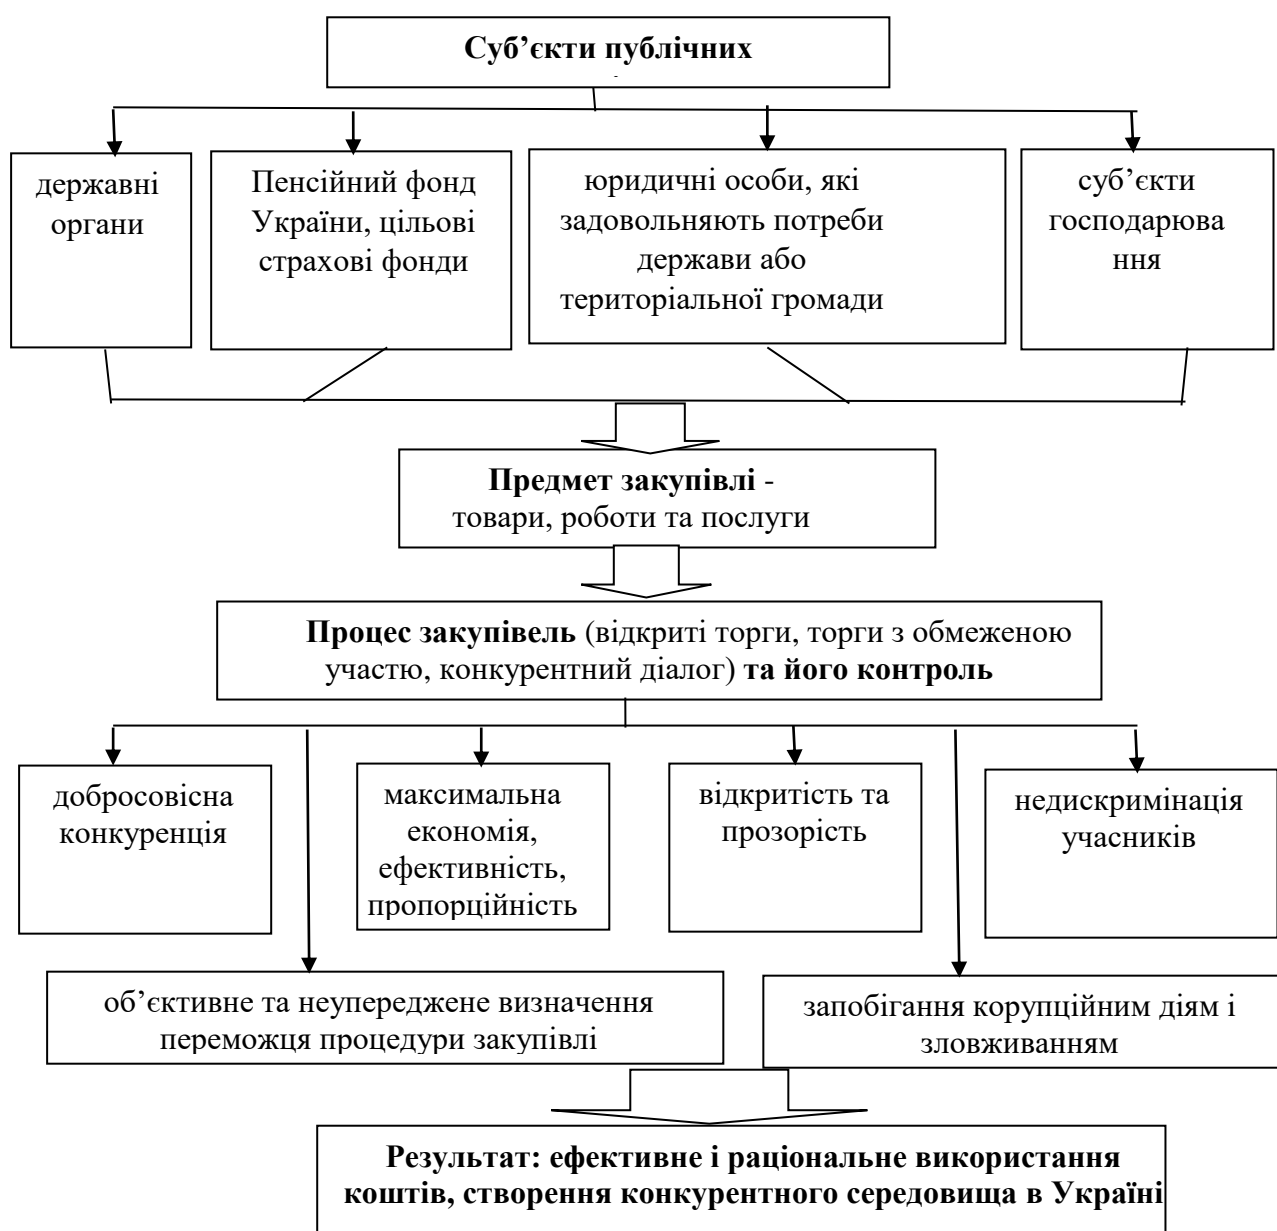 Суб’єкти публічних
державні
органи
Пенсійний фонд
України, цільові
страхові фонди
юридичні особи, які
задовольняють потреби
держави або
територіальної громади
суб’єкти
господарюва
ння
Предмет закупівлі -
товари, роботи та послуги
Процес закупівель (відкриті торги, торги з обмеженою
участю, конкурентний діалог) та його контроль
добросовісна
конкуренція
максимальна
економія,
ефективність,
пропорційність
відкритість та
прозорість
недискримінація
учасників
об’єктивне та неупереджене визначення
переможця процедури закупівлі
запобігання корупційним діям і
зловживанням
Результат: ефективне і раціональне використання
коштів, створення конкурентного середовища в Україні